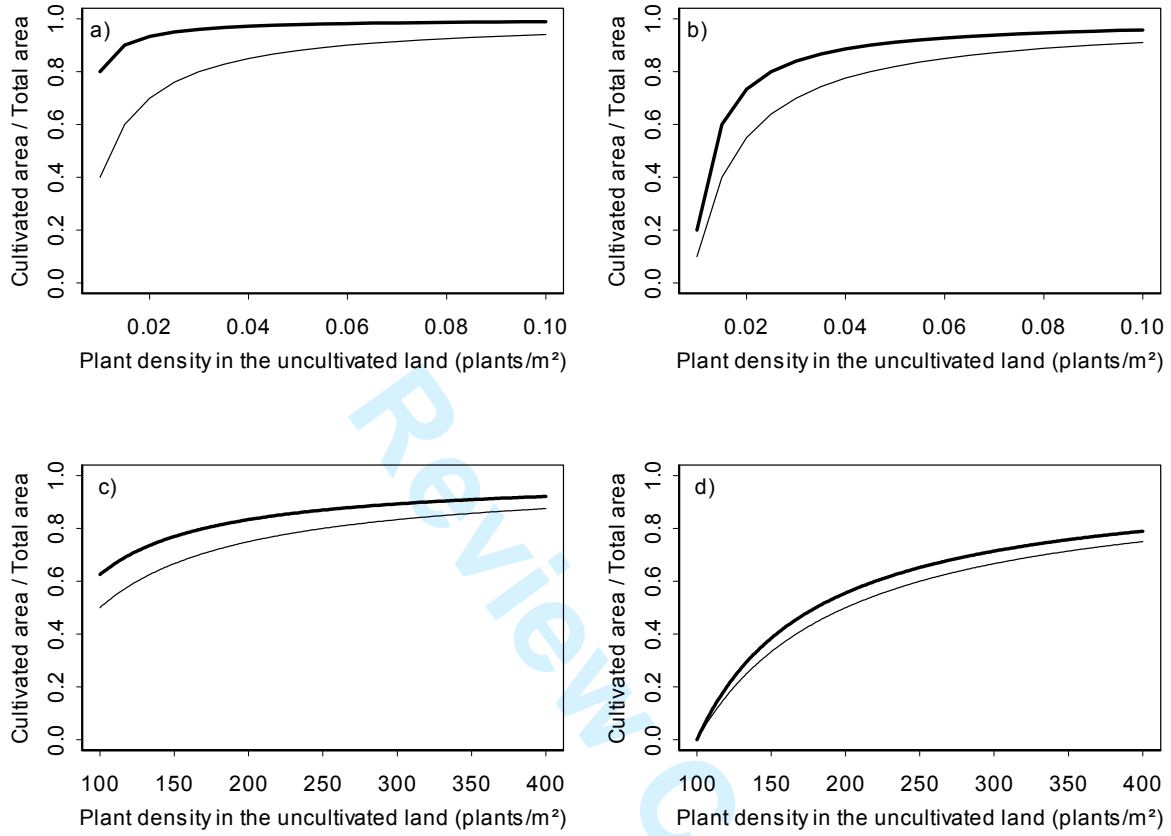 a)
Cultivated area / Total area
0.0 0.2 0.4 0.6 0.8 1.0
0.02 0.04 0.06 0.08 0.10
Plant density in the uncultivated land (plants/m²)
b)
Cultivated area / Total area
0.0 0.2 0.4 0.6 0.8 1.0
0.02 0.04 0.06 0.08 0.10
Plant density in the uncultivated land (plants/m²)
c)
Cultivated area / Total area
0.0 0.2 0.4 0.6 0.8 1.0
100 150 200 250 300 350 400
Plant density in the uncultivated land (plants/m²)
d)
Cultivated area / Total area
0.0 0.2 0.4 0.6 0.8 1.0
100 150 200 250 300 350 400
Plant density in the uncultivated land (plants/m²)
Review